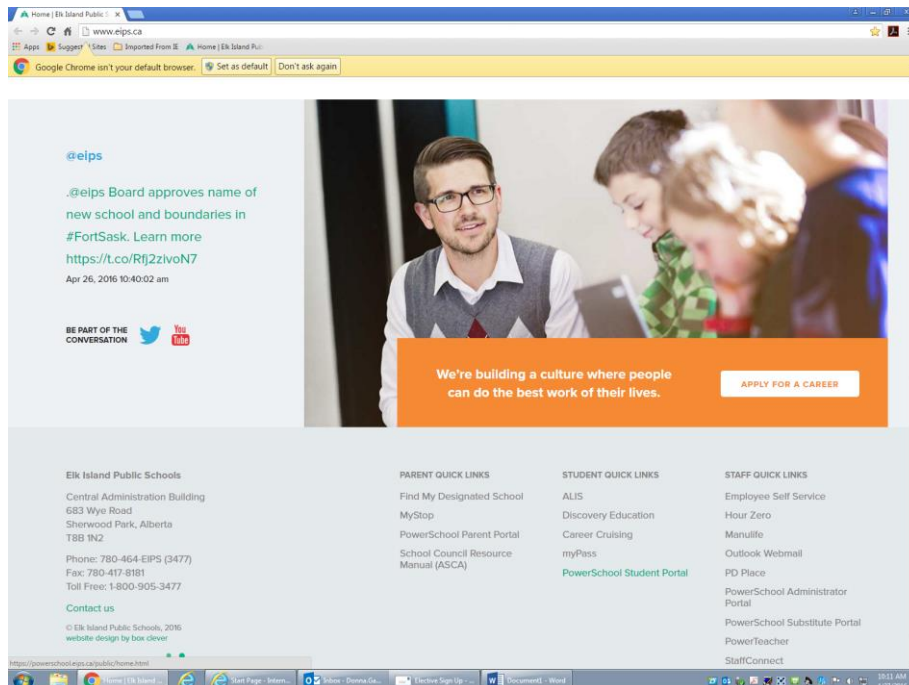 Home | Elk Island Public S
www.eips.ca
Apps
Suggested Sites
Imported From IE
Home | Elk Island Pub
Google Chrome isn't your default browser.
Set as default
Don't ask again
@eips
.@eips Board approves name of
new school and boundaries in
#FortSask. Learn more
https://t.co/Rfj2zivoN7
Apr 26, 2016 10:40:02 am
BE PART OF THE
CONVERSATION
You
Tube
We're building a culture where people
can do the best work of their lives.
APPLY FOR A CAREER
Elk Island Public Schools
Central Administration Building
683 Wye Road
Sherwood Park, Alberta
T8B 1N2
Phone: 780-464-EIPS (3477)
Fax: 780-417-8181
Toll Free: 1-800-905-3477
Contact us
© Elk Island Public Schools, 2016
website design by box clever
PARENT QUICK LINKS
Find My Designated School
MyStop
PowerSchool Parent Portal
School Council Resource
Manual (ASCA)
STUDENT QUICK LINKS
ALIS
Discovery Education
Career Cruising
myPass
PowerSchool Student Portal
STAFF QUICK LINKS
Employee Self Service
Hour Zero
Manulife
Outlook Webmail
PD Place
PowerSchool Administrator
Portal
PowerSchool Substitute Portal
PowerTeacher
StaffConnect
https://powerschool.eips.ca/public/home.html
Home | Elk Island ...
Start Page - Intern...
Inbox - Donna.Ga...
Elective Sign Up - ...
Document1 - Word
10:11 AM